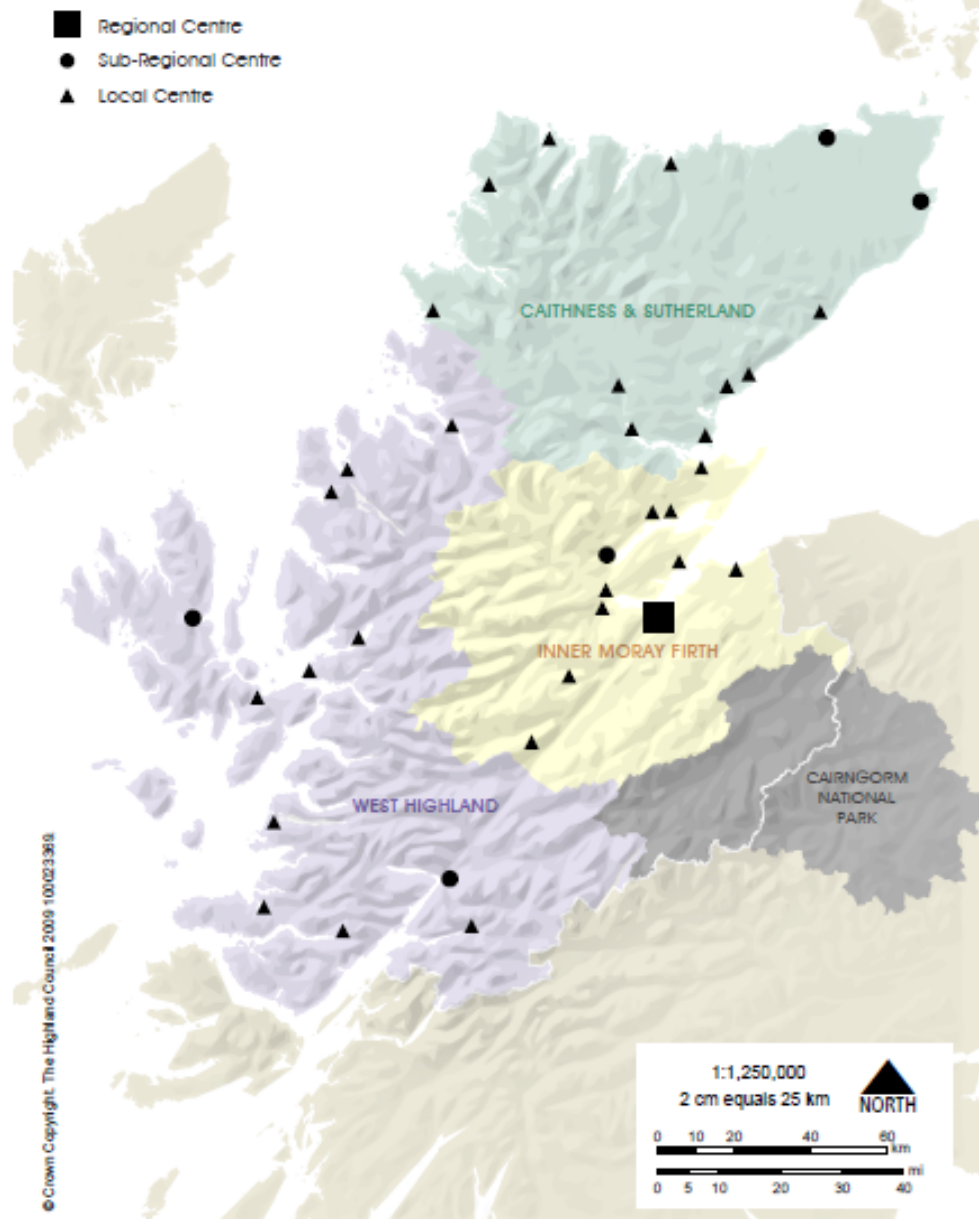 Regional Centre
Sub-Regional Centre
Local Centre
CAITHNESS & SUTHERLAND
INNER MORAY FIRTH
WEST HIGHLAND
CAIRNGORM
NATIONAL
PARK
© Crown Copyright. The Highland Council 2009 100023369
1:1,250,000
2 cm equals 25 km
NORTH
0 10 20 40 60
km
mi
0 5 10 20 30 40